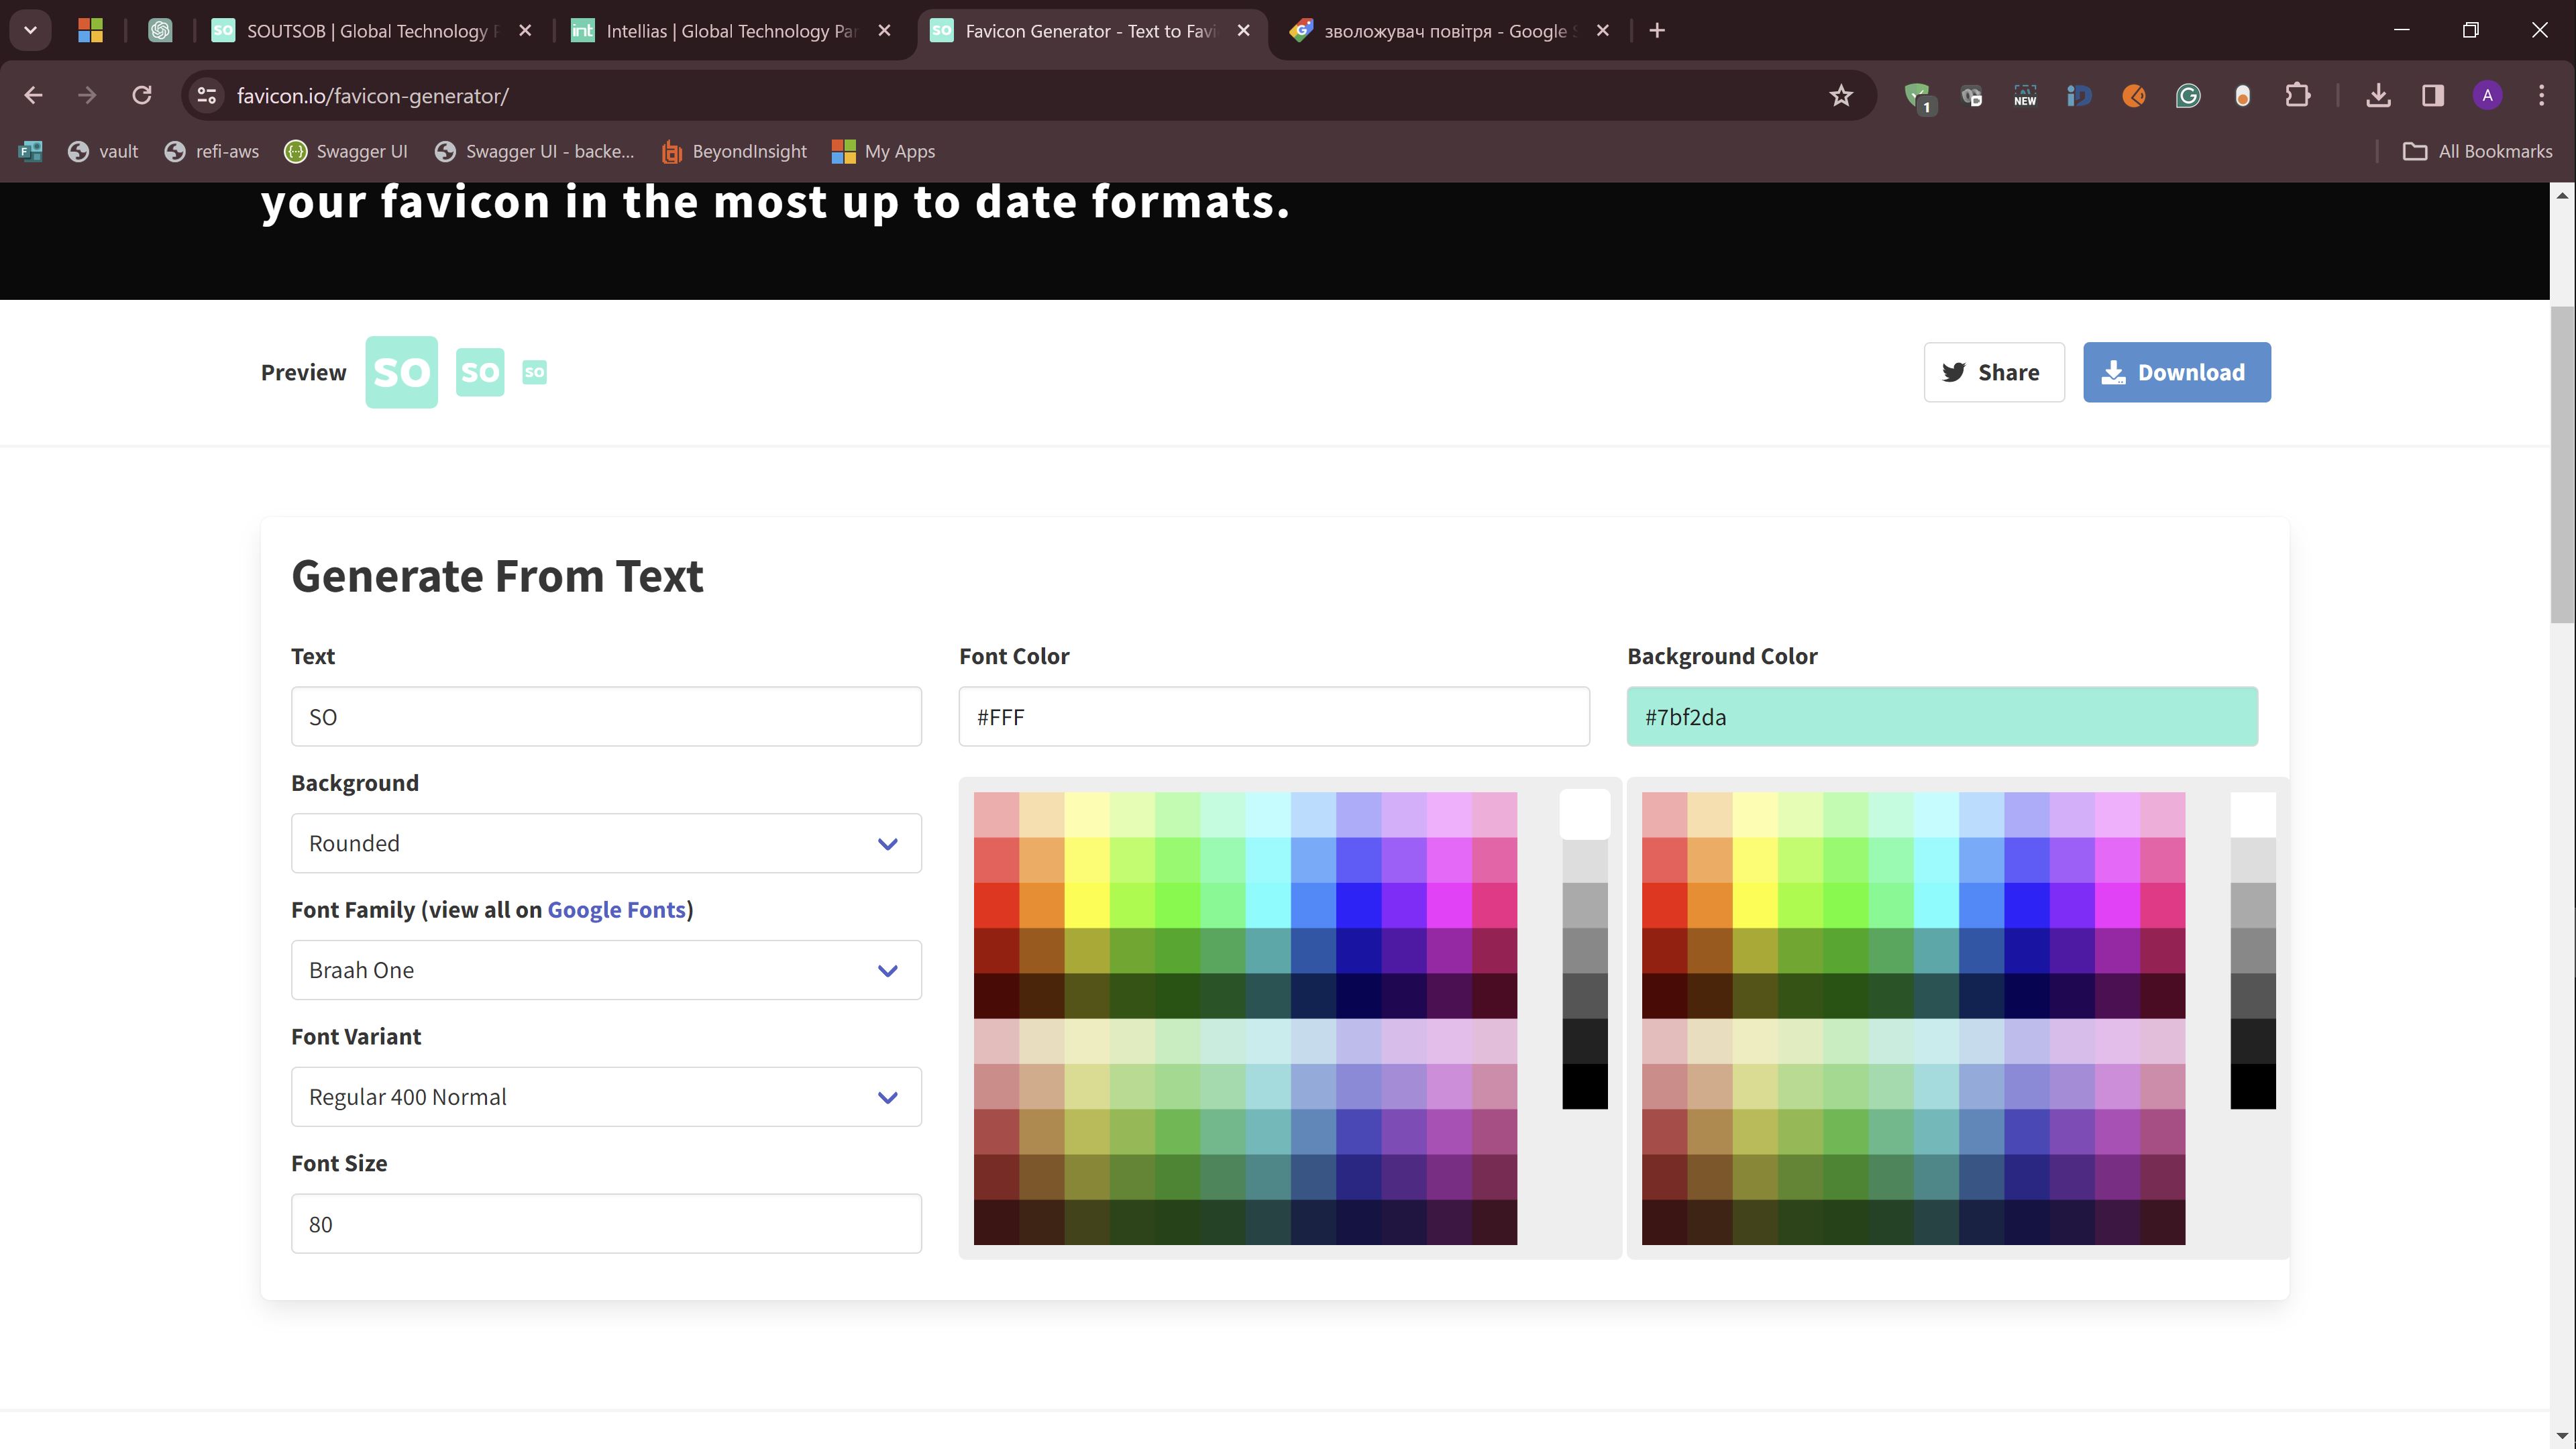 SO
SOUTSOB | Global Technology
int
Intellias | Global Technology Par
SO
Favicon Generator - Text to Favi
зволожувач повітря - Google
favicon.io/favicon-generator/
1
NEW
iD
G
A
F
vault
refi-aws
Swagger UI
Swagger UI - backe...
BeyondInsight
My Apps
All Bookmarks
your favicon in the most up to date formats.
Preview
SO
SO
SO
Share
Download
Generate From Text
Text
Font Color
Background Color
SO
#FFF
#7bf2da
Background
Rounded
Font Family (view all on Google Fonts)
Braah One
Font Variant
Regular 400 Normal
Font Size
80